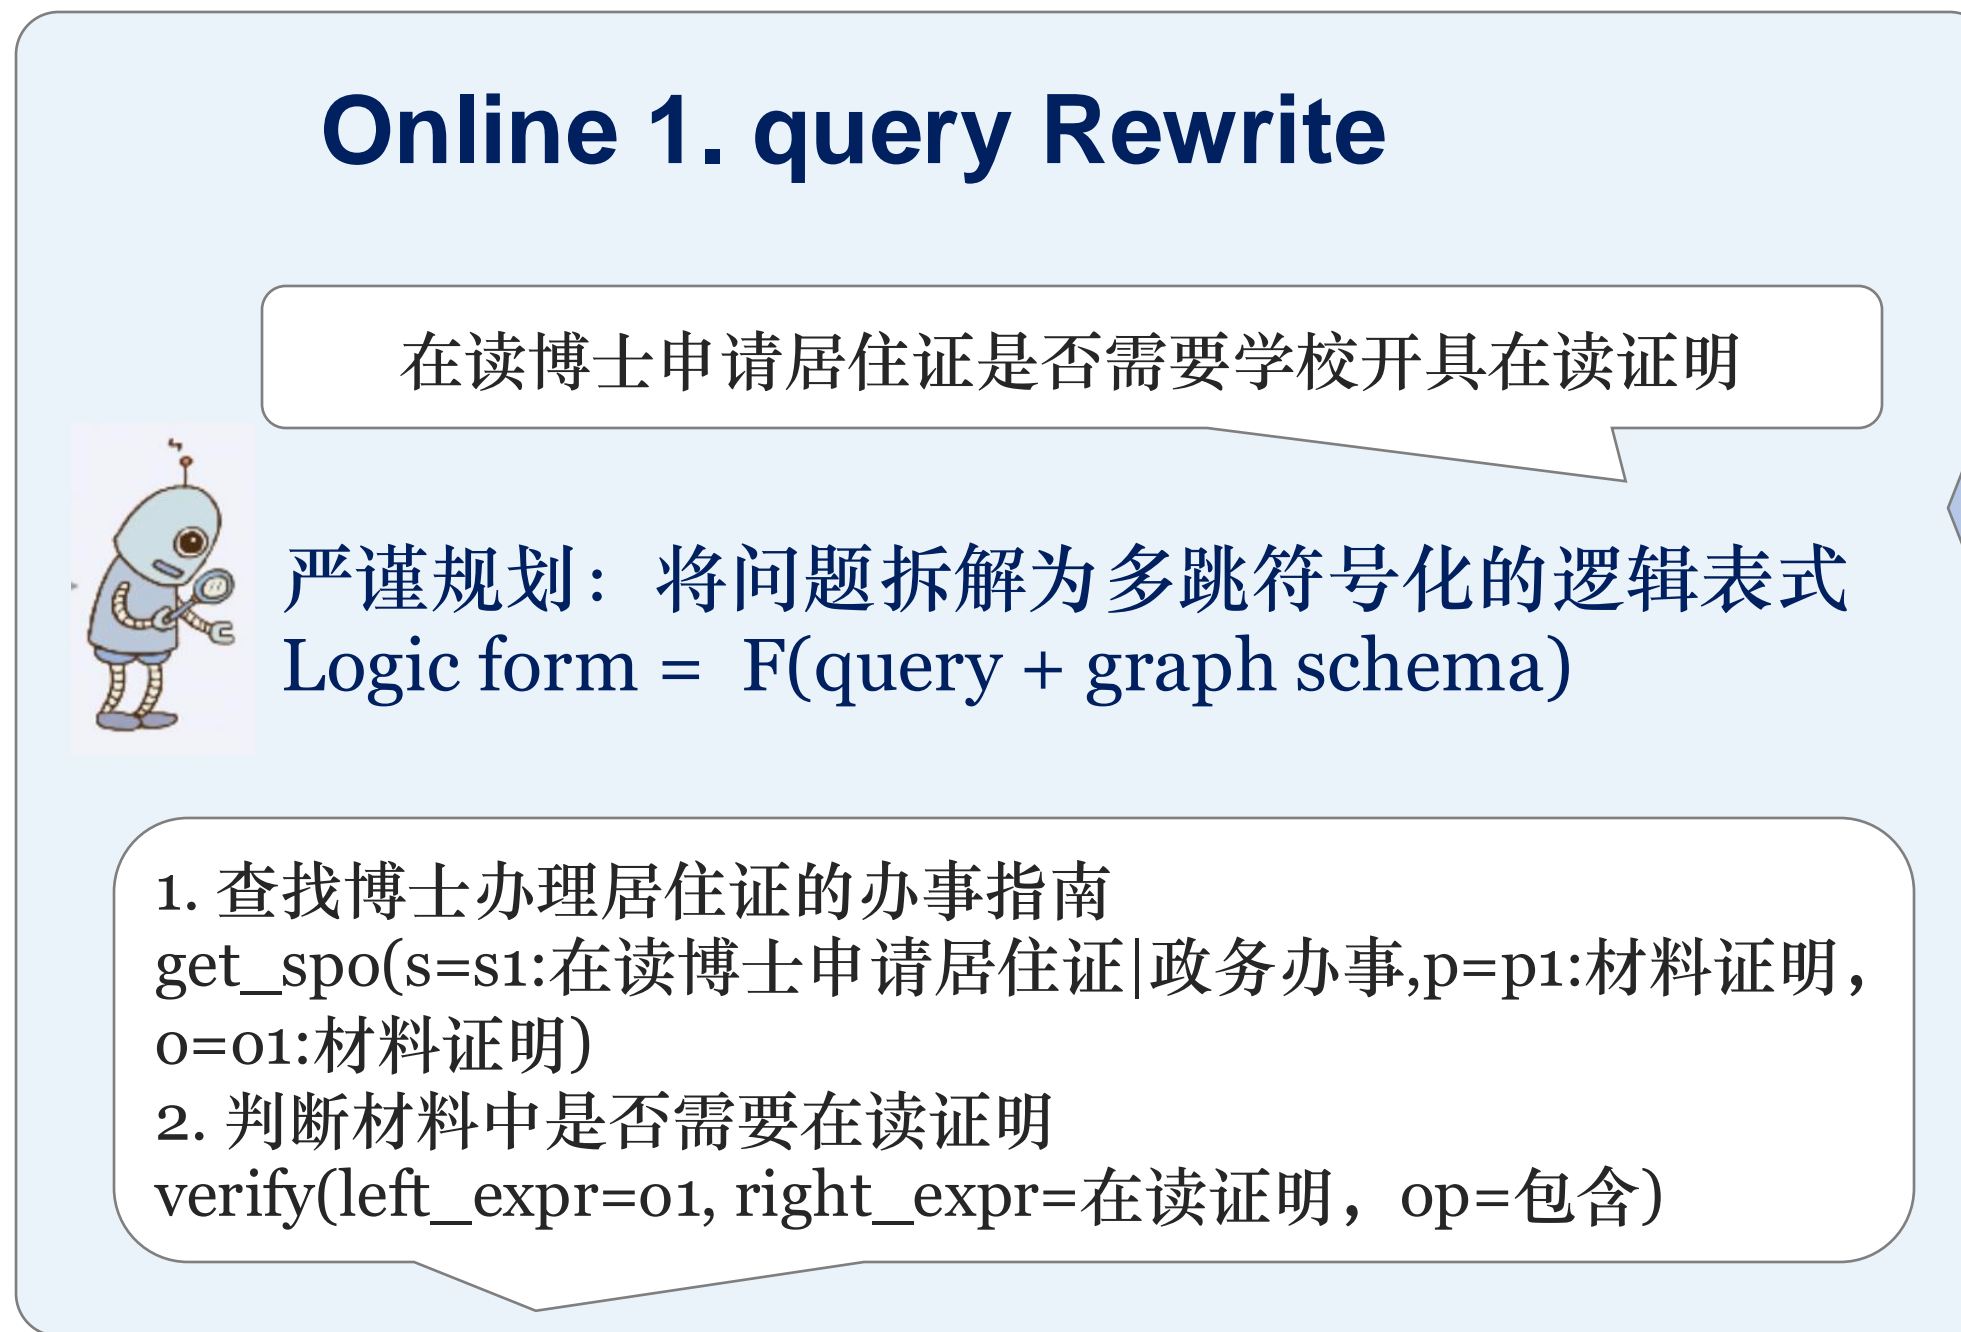 Online 1. query Rewrite
在读博士申请居住证是否需要学校开具在读证明
严谨规划：将问题拆解为多跳符号化的逻辑表式
Logic form = F(query + graph schema)
1. 查找博士办理居住证的办事指南
get_spo(s=s1:在读博士申请居住证|政务办事,p=p1:材料证明，
o=o1:材料证明)
2. 判断材料中是否需要在读证明
verify(left_expr=o1, right_expr=在读证明，op=包含)